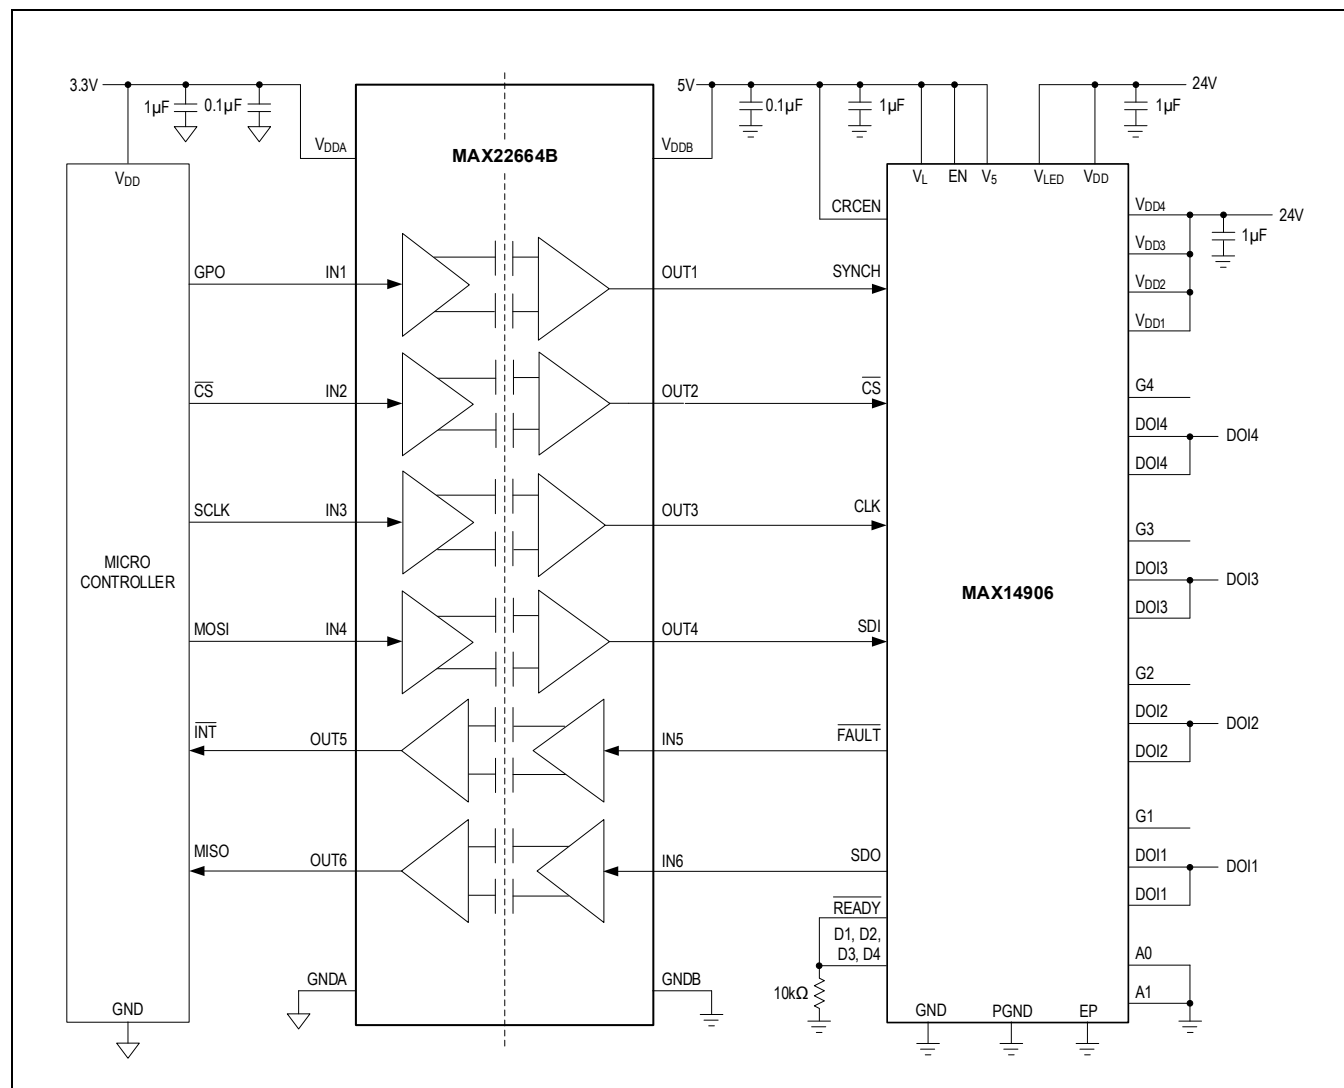 3.3V
1µF
0.1µF
5V
0.1µF
1µF
24V
1µF
VDDA
MAX22664B
VDDB
VDD
VL
EN
V5
VLED
VDD
CRCEN
VDD4
24V
VDD3
1µF
VDD2
VDD1
GPO
IN1
OUT1
SYNCH
CS
IN2
OUT2
CS
G4
DOI4
DOI4
DOI4
SCLK
IN3
OUT3
CLK
G3
MICRO
CONTROLLER
MAX14906
DOI3
DOI3
DOI3
MOSI
IN4
OUT4
SDI
G2
INT
OUT5
IN5
FAULT
DOI2
DOI2
DOI2
G1
MISO
OUT6
IN6
SDO
DOI1
DOI1
DOI1
READY
D1, D2,
D3, D4
A0
GNDA
GNDB
10kΩ
A1
GND
GND
PGND
EP